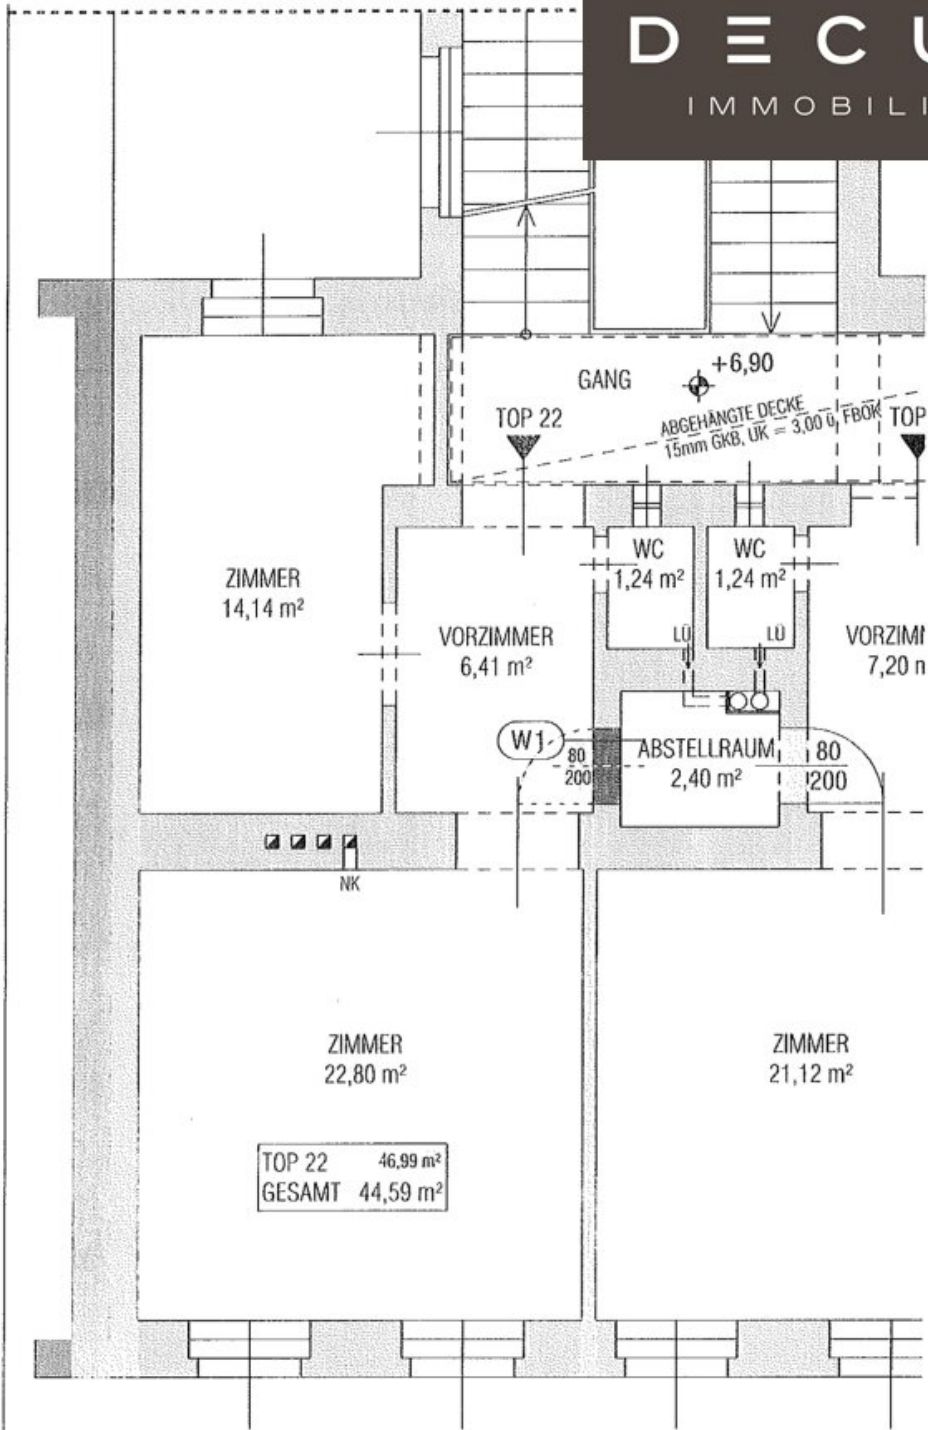 DECU
IMMOBILI
GANG
+6,90
TOP 22
ABGEHÄNGTE DECKE
15mm GKB, UK = 3,00 ü. FBOK
TOP
ZIMMER
14,14 m²
WC
1,24 m²
WC
1,24 m²
VORZIMMER
6,41 m²
LÜ
LÜ
VORZIM
7,20
W1
80
200
ABSTELLRAUM
2,40 m²
80
200
NK
ZIMMER
22,80 m²
ZIMMER
21,12 m²
TOP 22 46,99 m²
GESAMT 44,59 m²